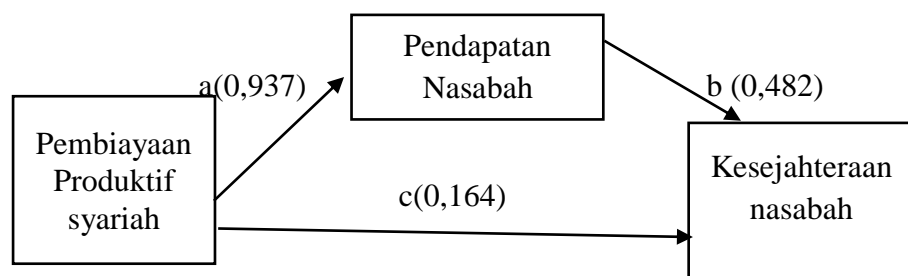 Pendapatan
Nasabah
a(0,937)
b (0,482)
Pembiayaan
Produktif
syariah
c(0,164)
Kesejahteraan
nasabah